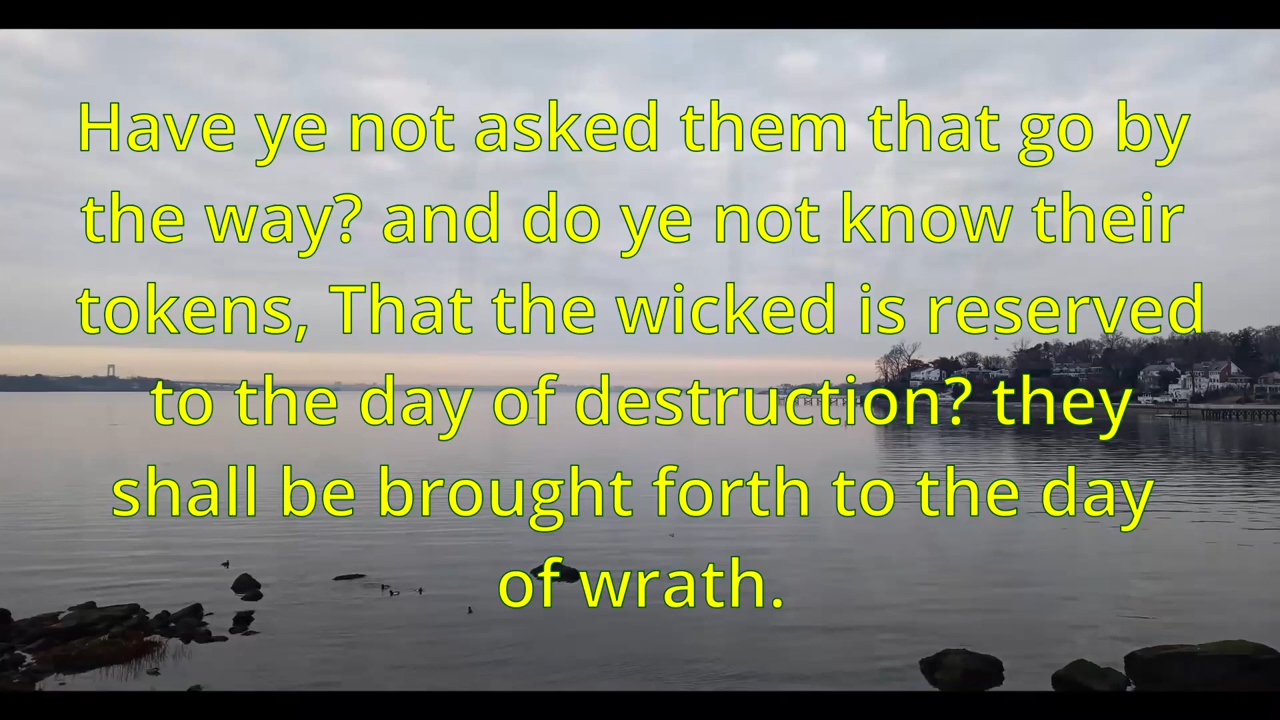 Have ye not asked them that go by
the way? and do ye not know their
tokens, That the wicked is reserved
to the day of destruction? they
shall be brought forth to the day
of wrath.